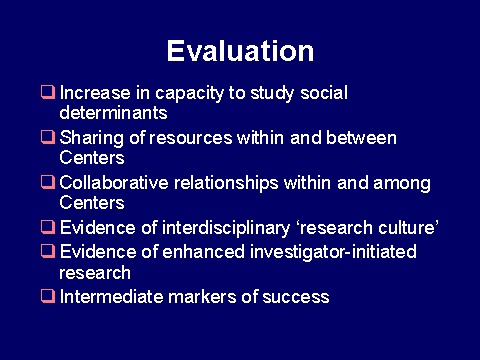 Evaluation
❑ Increase in capacity to study social
determinants
❑ Sharing of resources within and between
Centers
❑ Collaborative relationships within and among
Centers
❑ Evidence of interdisciplinary ‘research culture’
❑ Evidence of enhanced investigator-initiated
research
❑ Intermediate markers of success